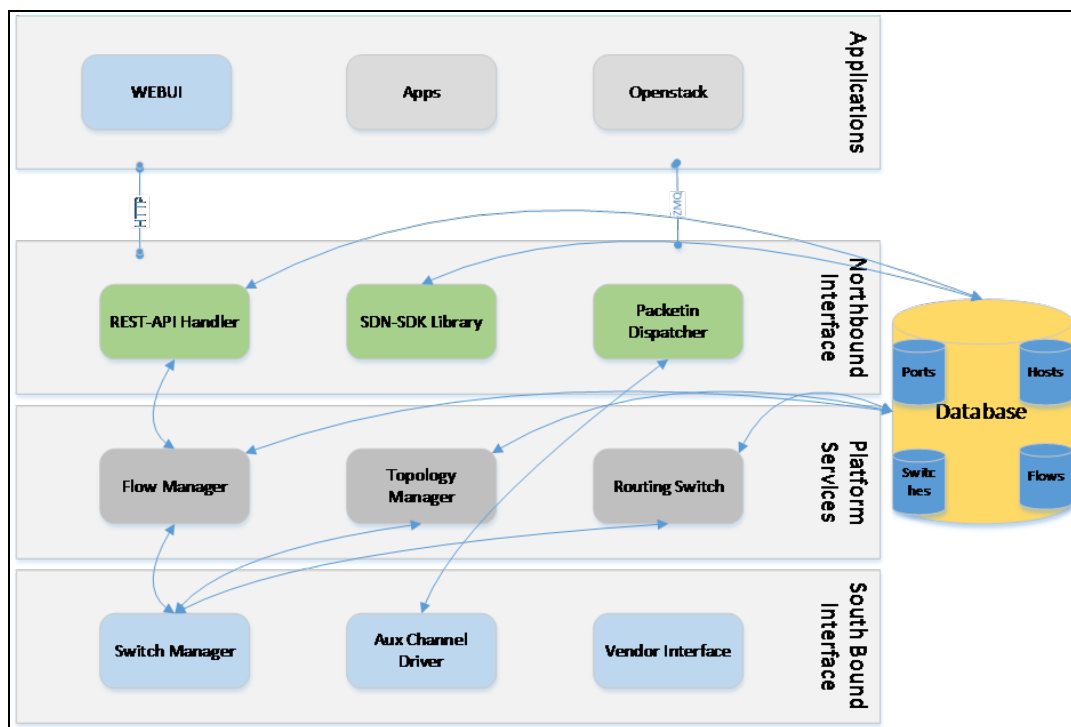 WEBUI
Apps
Openstack
Applications
HTTP
ZMQ
REST-API Handler
SDN-SDK Library
Packetin
Dispatcher
Northbound
Interface
Flow Manager
Topology
Manager
Routing Switch
Platform
Services
Switch Manager
Aux Channel
Driver
Vendor Interface
South Bound
Interface
Ports
Hosts
Database
Switc
hes
Flows